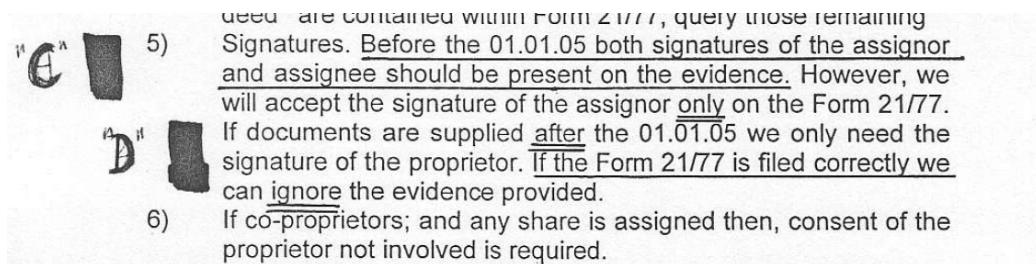 deed" are contained within Form 21/77, query those remaining
"C" 5) Signatures. Before the 01.01.05 both signatures of the assignor
and assignee should be present on the evidence. However, we
will accept the signature of the assignor only on the Form 21/77.
"D" If documents are supplied after the 01.01.05 we only need the
signature of the proprietor. If the Form 21/77 is filed correctly we
can ignore the evidence provided.
6) If co-proprietors; and any share is assigned then, consent of the
proprietor not involved is required.